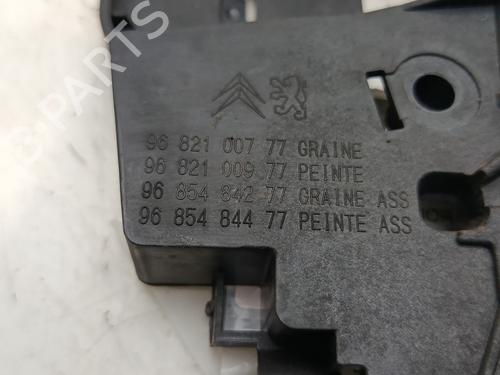 96 821 007 77 GRAINE
96 821 009 77 PEINTE
96 854 842 77 GRAINE ASS
96 854 844 77 PEINTE ASS
B-PARTS